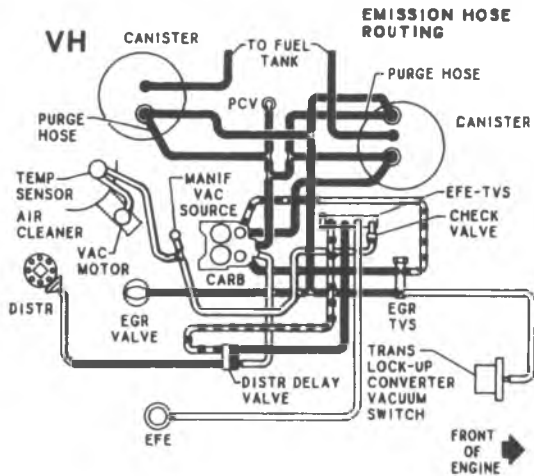 EMISSION HOSE
ROUTING
VH
CANISTER
TO FUEL
TANK
PURGE HOSE
PCV
CANISTER
PURGE
HOSE
TEMP
SENSOR
MANIF
VAC
SOURCE
EFE-TVS
AIR
CLEANER
CHECK
VALVE
VAC
MOTOR
CARB
DISTR
EGR
VALVE
EGR
TVS
TRANS
LOCK-UP
CONVERTER
VACUUM
SWITCH
DISTR DELAY
VALVE
EFE
FRONT
OF
ENGINE